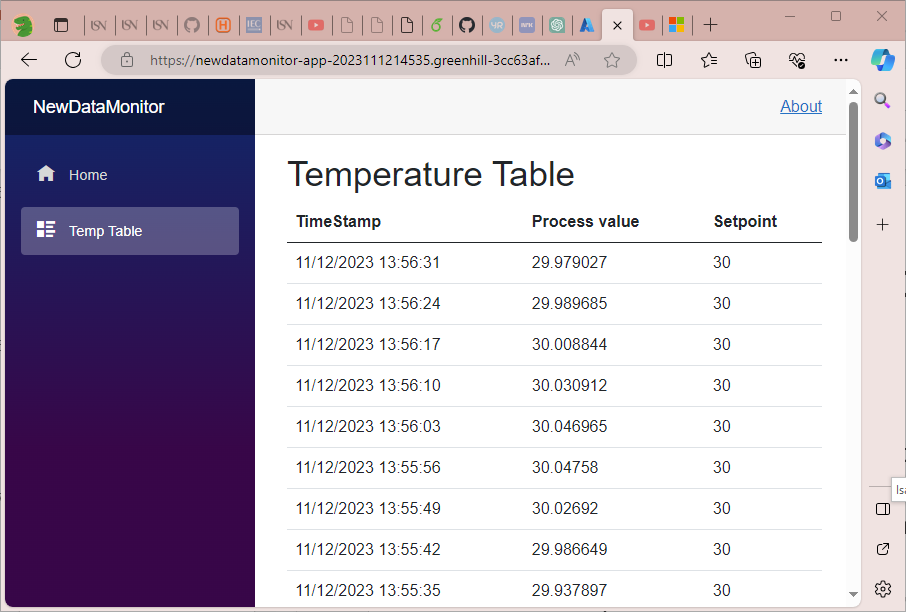 https://newdatamonitor-app-2023111214535.greenhill-3cc63af...
NewDataMonitor
About
Home
Temp Table
Temperature Table
TimeStamp Process value Setpoint
11/12/2023 13:56:31 29.979027 30
11/12/2023 13:56:24 29.989685 30
11/12/2023 13:56:17 30.008844 30
11/12/2023 13:56:10 30.030912 30
11/12/2023 13:56:03 30.046965 30
11/12/2023 13:55:56 30.04758 30
11/12/2023 13:55:49 30.02692 30
11/12/2023 13:55:42 29.986649 30
11/12/2023 13:55:35 29.937897 30